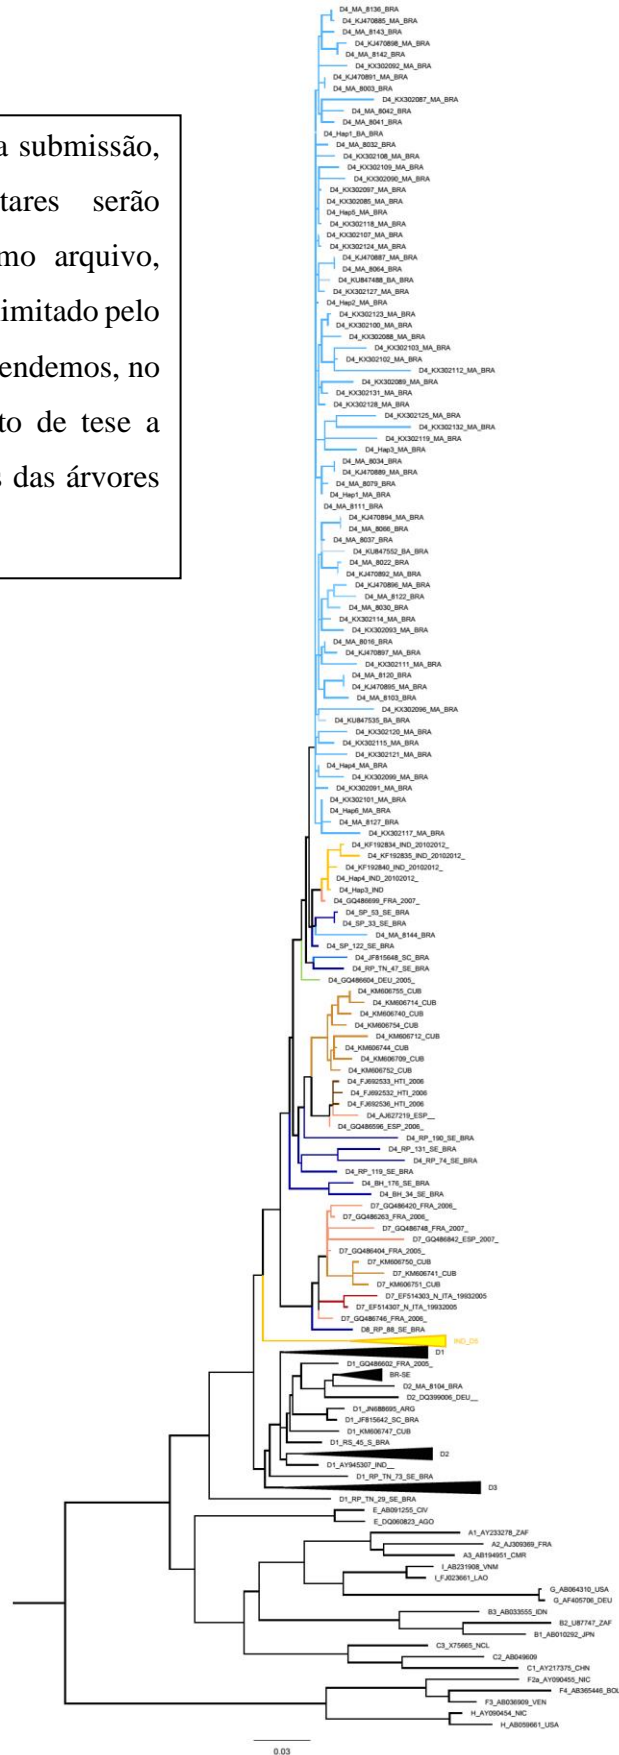 a submissão,
tares serão
mo arquivo,
imitado pelo
endemos, no
to de tese a
s das árvores
D4_MA_8136_BRA
D4_KJ470885_MA_BRA
D4_MA_8143_BRA
D4_KJ470898_MA_BRA
D4_MA_8142_BRA
D4_KX302092_MA_BRA
D4_KJ470891_MA_BRA
D4_MA_8003_BRA
D4_KX302087_MA_BRA
D4_MA_8042_BRA
D4_MA_8041_BRA
D4_Hap1_BA_BRA
D4_MA_8032_BRA
D4_KX302108_MA_BRA
D4_KX302109_MA_BRA
D4_KX302090_MA_BRA
D4_KX302097_MA_BRA
D4_KX302085_MA_BRA
D4_Hap5_MA_BRA
D4_KX302118_MA_BRA
D4_KX302107_MA_BRA
D4_KX302124_MA_BRA
D4_KJ470887_MA_BRA
D4_MA_8064_BRA
D4_KU847488_BA_BRA
D4_KX302127_MA_BRA
D4_Hap2_MA_BRA
D4_KX302123_MA_BRA
D4_KX302100_MA_BRA
D4_KX302088_MA_BRA
D4_KX302103_MA_BRA
D4_KX302102_MA_BRA
D4_KX302112_MA_BRA
D4_KX302089_MA_BRA
D4_KX302131_MA_BRA
D4_KX302128_MA_BRA
D4_KX302125_MA_BRA
D4_KX302132_MA_BRA
D4_KX302119_MA_BRA
D4_Hap3_MA_BRA
D4_MA_8034_BRA
D4_KJ470889_MA_BRA
D4_MA_8079_BRA
D4_Hap1_MA_BRA
D4_MA_8111_BRA
D4_KJ470894_MA_BRA
D4_MA_8066_BRA
D4_MA_8037_BRA
D4_KU847552_BA_BRA
D4_MA_8022_BRA
D4_KJ470892_MA_BRA
D4_KJ470896_MA_BRA
D4_MA_8122_BRA
D4_MA_8030_BRA
D4_KX302114_MA_BRA
D4_KX302093_MA_BRA
D4_MA_8016_BRA
D4_KJ470897_MA_BRA
D4_KX302111_MA_BRA
D4_MA_8120_BRA
D4_KJ470895_MA_BRA
D4_MA_8103_BRA
D4_KX302096_MA_BRA
D4_KU847535_BA_BRA
D4_KX302120_MA_BRA
D4_KX302115_MA_BRA
D4_KX302121_MA_BRA
D4_Hap4_MA_BRA
D4_KX302099_MA_BRA
D4_KX302091_MA_BRA
D4_KX302101_MA_BRA
D4_Hap6_MA_BRA
D4_MA_8127_BRA
D4_KX302117_MA_BRA
D4_KF192834_IND_20102012_
D4_KF192835_IND_20102012_
D4_KF192840_IND_20102012_
D4_Hap4_IND_20102012_
D4_Hap3_IND
D4_GQ486699_FRA_2007_
D4_SP_53_SE_BRA
D4_SP_33_SE_BRA
D4_MA_8144_BRA
D4_SP_122_SE_BRA
D4_JF815648_SC_BRA
D4_RP_TN_47_SE_BRA
D4_GQ486604_DEU_2005_
D4_KM606755_CUB
D4_KM606714_CUB
D4_KM606740_CUB
D4_KM606754_CUB
D4_KM606712_CUB
D4_KM606744_CUB
D4_KM606709_CUB
D4_KM606752_CUB
D4_FJ692533_HTI_2006
D4_FJ692532_HTI_2006
D4_FJ692536_HTI_2006
D4_AJ627219_ESP__
D4_GQ486596_ESP_2006_
D4_RP_190_SE_BRA
D4_RP_131_SE_BRA
D4_RP_74_SE_BRA
D4_RP_119_SE_BRA
D4_BH_176_SE_BRA
D4_BH_34_SE_BRA
D7_GQ486420_FRA_2006_
D7_GQ486263_FRA_2006_
D7_GQ486748_FRA_2007_
D7_GQ486842_ESP_2007_
D7_GQ486404_FRA_2005_
D7_KM606750_CUB
D7_KM606741_CUB
D7_KM606751_CUB
D7_EF514303_N_ITA_19932005
D7_EF514307_N_ITA_19932005
D7_GQ486746_FRA_2006_
D8_RP_88_SE_BRA
IND_D5
D1
D1_GQ486602_FRA_2005_
BR-SE
D2_MA_8104_BRA
D2_DQ399006_DEU__
D1_JN688695_ARG
D1_JF815642_SC_BRA
D1_KM606747_CUB
D1_RS_45_S_BRA
D2
D1_AY945307_IND__
D1_RP_TN_73_SE_BRA
D3
D1_RP_TN_29_SE_BRA
E_AB091255_CIV
E_DQ060823_AGO
A1_AY233278_ZAF
A2_AJ309369_FRA
A3_AB194951_CMR
I_AB231908_VNM
I_FJ023661_LAO
G_AB064310_USA
G_AF405706_DEU
B3_AB033555_IDN
B2_U87747_ZAF
B1_AB010292_JPN
C3_X75665_NCL
C2_AB049609
C1_AY217375_CHN
F2a_AY090455_NIC
F4_AB365446_BOL
F3_AB036909_VEN
H_AY090454_NIC
H_AB059661_USA
0.03